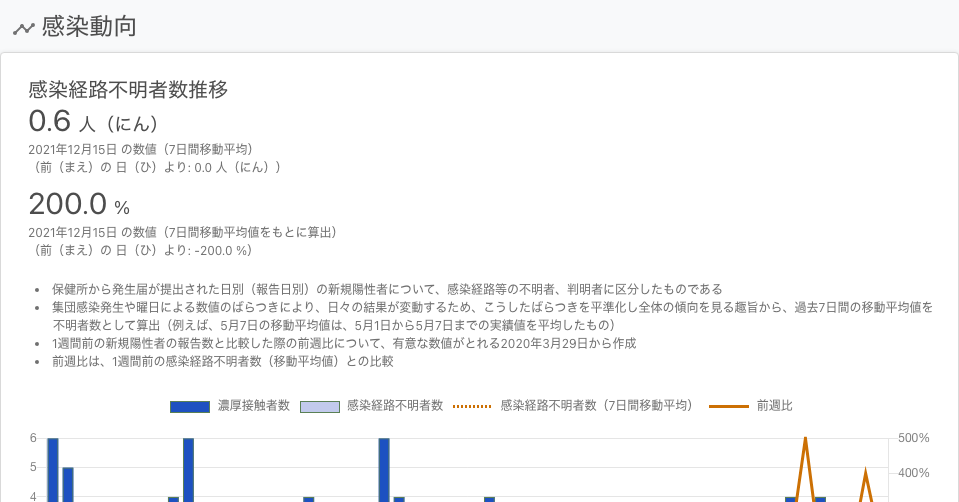 感染動向
感染経路不明者数推移
0.6 人（にん）
2021年12月15日 の数値（7日間移動平均）
（前（まえ）の 日（ひ）より: 0.0 人（にん））
200.0 %
2021年12月15日 の数値（7日間移動平均値をもとに算出）
（前（まえ）の 日（ひ）より: -200.0 %）
• 保健所から発生届が提出された日別（報告日別）の新規陽性者について、感染経路等の不明者、判明者に区分したものである
• 集団感染発生や曜日による数値のばらつきにより、日々の結果が変動するため、こうしたばらつきを平準化し全体の傾向を見る趣旨から、過去7日間の移動平均値を
不明者数として算出（例えば、5月7日の移動平均値は、5月1日から5月7日までの実績値を平均したもの）
• 1週間前の新規陽性者の報告数と比較した際の前週比について、有意な数値がとれる2020年3月29日から作成
• 前週比は、1週間前の感染経路不明者数（移動平均値）との比較
濃厚接触者数 感染経路不明者数 感染経路不明者数（7日間移動平均） 前週比
6 500%
5 400%
4